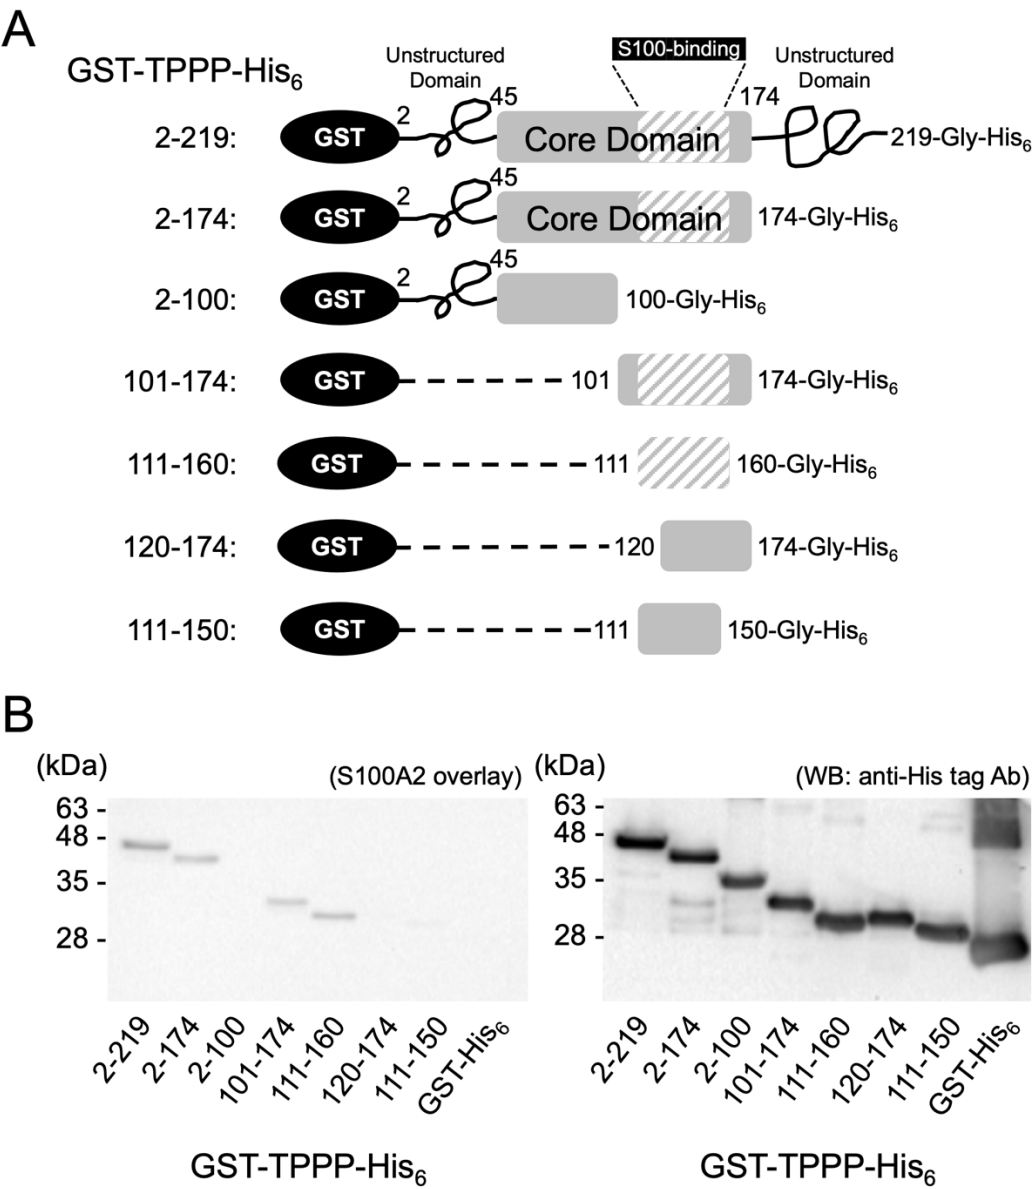 A
GST-TPPP-His6
Unstructured Domain
S100-binding
Unstructured Domain
2-219: GST 2 45 Core Domain 174 219-Gly-His6
2-174: GST 2 45 Core Domain 174-Gly-His6
2-100: GST 2 45 100-Gly-His6
101-174: GST 101 174-Gly-His6
111-160: GST 111 160-Gly-His6
120-174: GST 120 174-Gly-His6
111-150: GST 111 150-Gly-His6
B
(kDa) (S100A2 overlay)
63 -
48 -
35 -
28 -
2-219 2-174 2-100 101-174 111-160 120-174 111-150 GST-His6
GST-TPPP-His6
(kDa) (WB: anti-His tag Ab)
63 -
48 -
35 -
28 -
2-219 2-174 2-100 101-174 111-160 120-174 111-150 GST-His6
GST-TPPP-His6